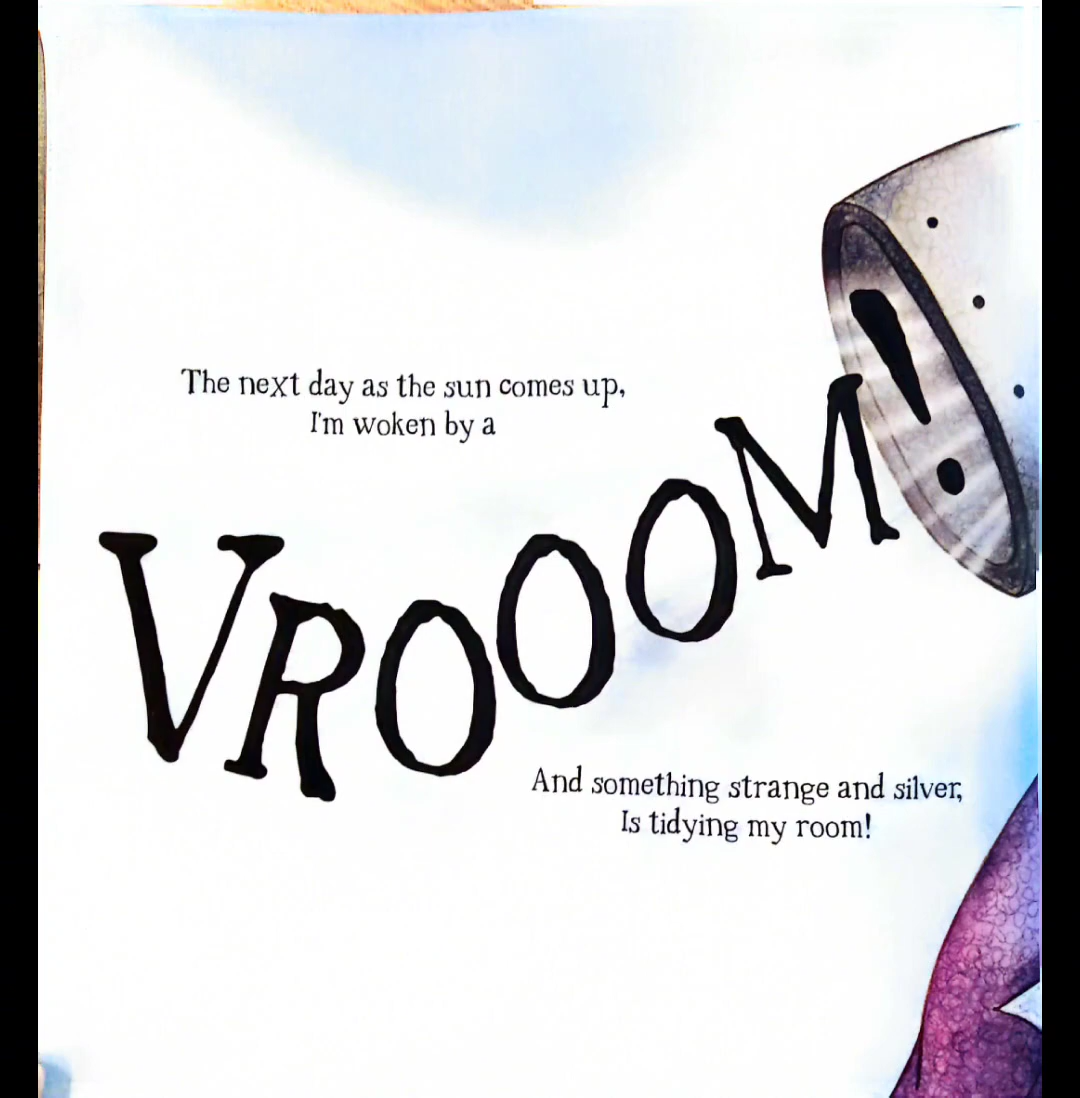 The next day as the sun comes up,
I'm woken by a
VROOOM!
And something strange and silver,
Is tidying my room!